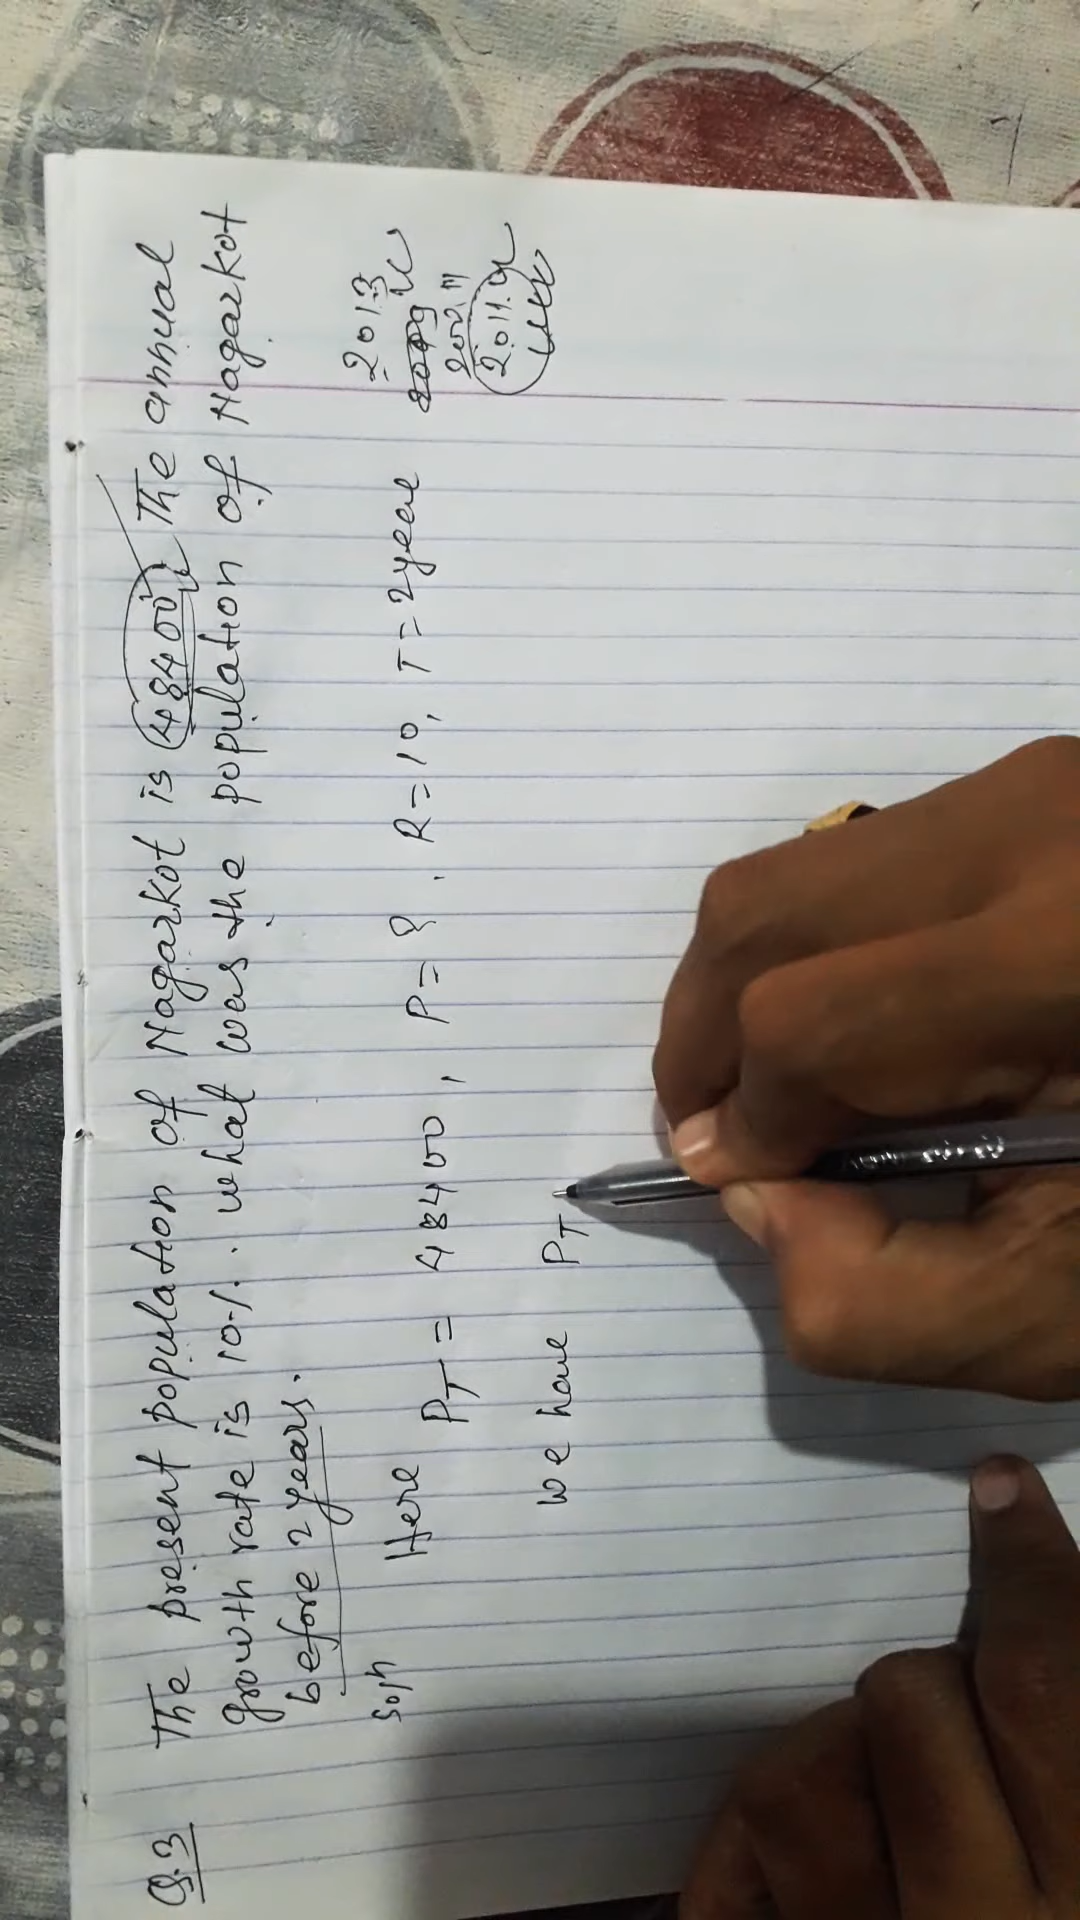 Q.3 The present population of Nagarkot is 48400. The annual
growth rate is 10%. what was the population of Nagarkot
before 2 years.
Soln
Here PT = 48400, P = ?, R = 10, T = 2 year
2013
2011
we have PT